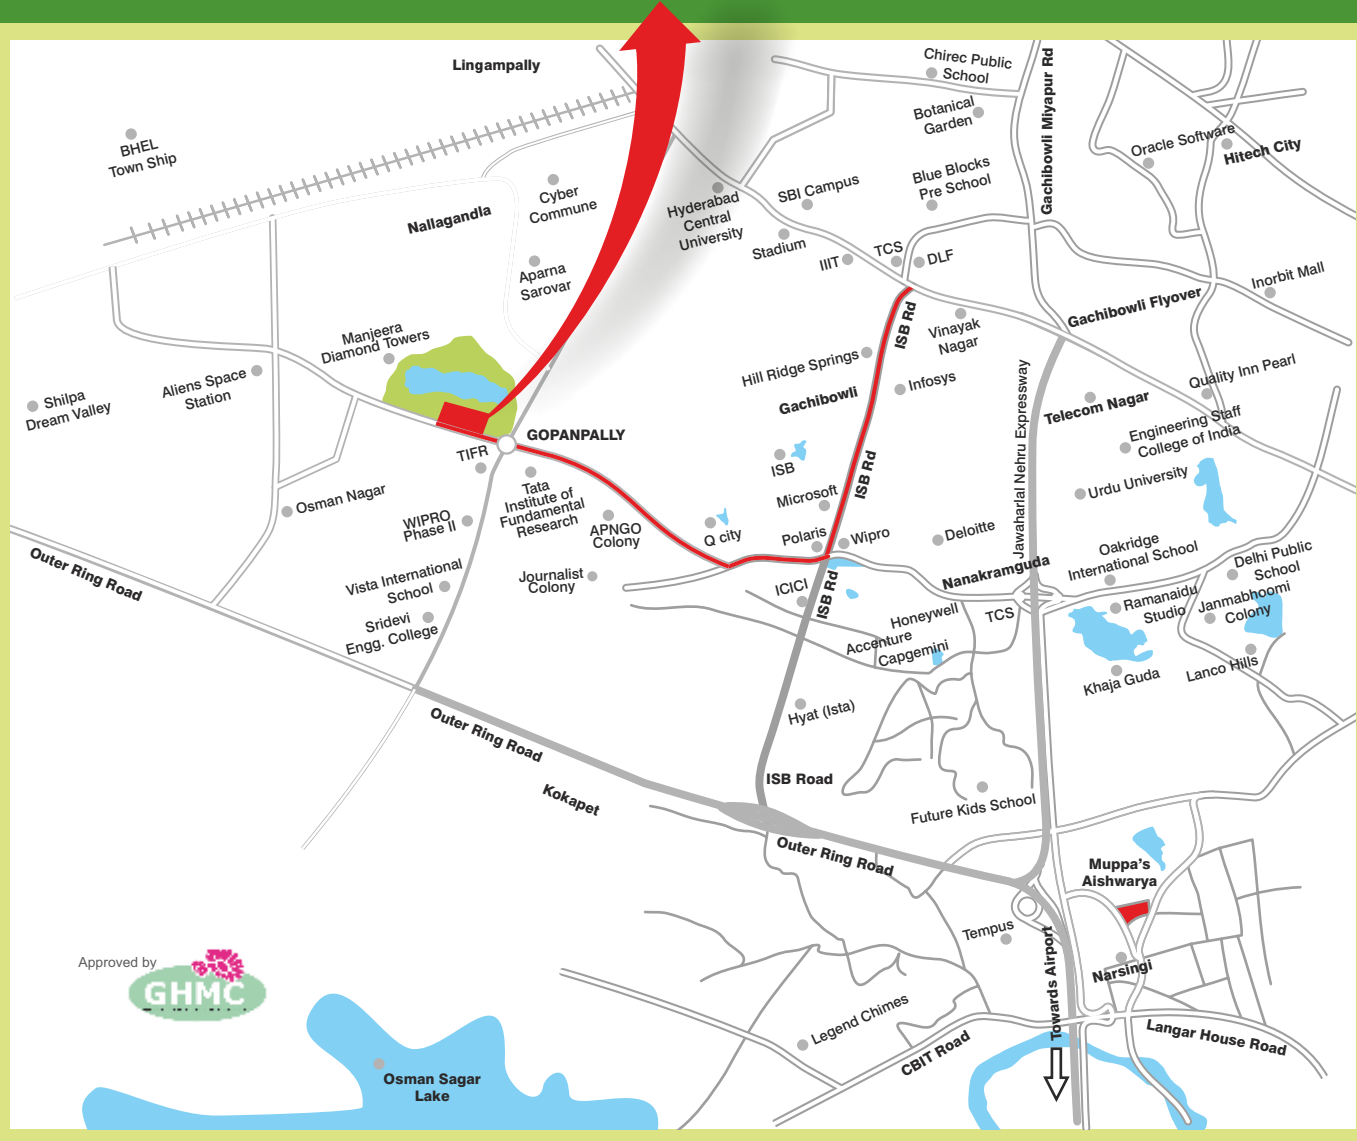 Lingampally
Chirec Public
School
Gachibowli Miyapur Rd
Botanical
Garden
BHEL
Town Ship
Oracle Software
Hitech City
Cyber
Commune
Hyderabad
Central
University
SBI Campus
Blue Blocks
Pre School
Nallagandla
Stadium
IIIT
TCS
DLF
Aparna
Sarovar
Inorbit Mall
Gachibowli Flyover
ISB Rd
Vinayak
Nagar
Manjeera
Diamond Towers
Hill Ridge Springs
Infosys
Gachibowli
Jawaharlal Nehru Expressway
Quality Inn Pearl
Telecom Nagar
Engineering Staff
College of India
Aliens Space
Station
Shilpa
Dream Valley
GOPANPALLY
TIFR
Tata
Institute of
Fundamental
Research
ISB
ISB Rd
Urdu University
Microsoft
Osman Nagar
WIPRO
Phase II
APNGO
Colony
Q city
Polaris
Wipro
Deloitte
Oakridge
International School
Delhi Public
School
Outer Ring Road
Vista International
School
Journalist
Colony
ICICI
ISB Rd
Nanakramguda
Honeywell
TCS
Ramanaidu
Studio
Janmabhoomi
Colony
Sridevi
Engg. College
Accenture
Capgemini
Khaja Guda
Lanco Hills
Hyat (Ista)
Outer Ring Road
ISB Road
Kokapet
Future Kids School
Outer Ring Road
Muppa's
Aishwarya
Tempus
Towards Airport
Narsingi
Approved by
GHMC
Legend Chimes
CBIT Road
Langar House Road
Osman Sagar
Lake